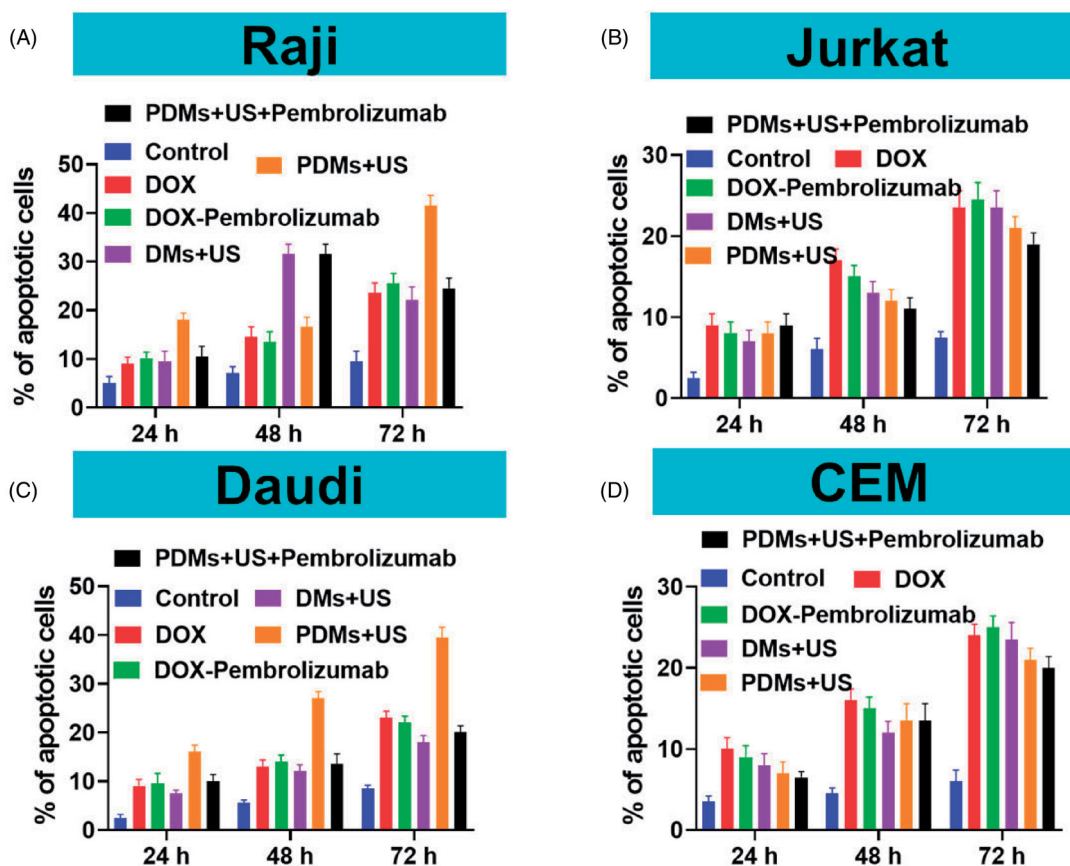 (A)
Raji
PDMs+US+Pembrolizumab
Control
PDMs+US
DOX
DOX-Pembrolizumab
DMs+US
% of apoptotic cells
50
40
30
20
10
0
24 h 48 h 72 h
(B)
Jurkat
PDMs+US+Pembrolizumab
Control DOX
DOX-Pembrolizumab
DMs+US
PDMs+US
% of apoptotic cells
30
20
10
0
24 h 48 h 72 h
(C)
Daudi
PDMs+US+Pembrolizumab
Control DMs+US
DOX PDMs+US
DOX-Pembrolizumab
% of apoptotic cells
50
40
30
20
10
0
24 h 48 h 72 h
(D)
CEM
PDMs+US+Pembrolizumab
Control DOX
DOX-Pembrolizumab
DMs+US
PDMs+US
% of apoptotic cells
30
20
10
0
24 h 48 h 72 h